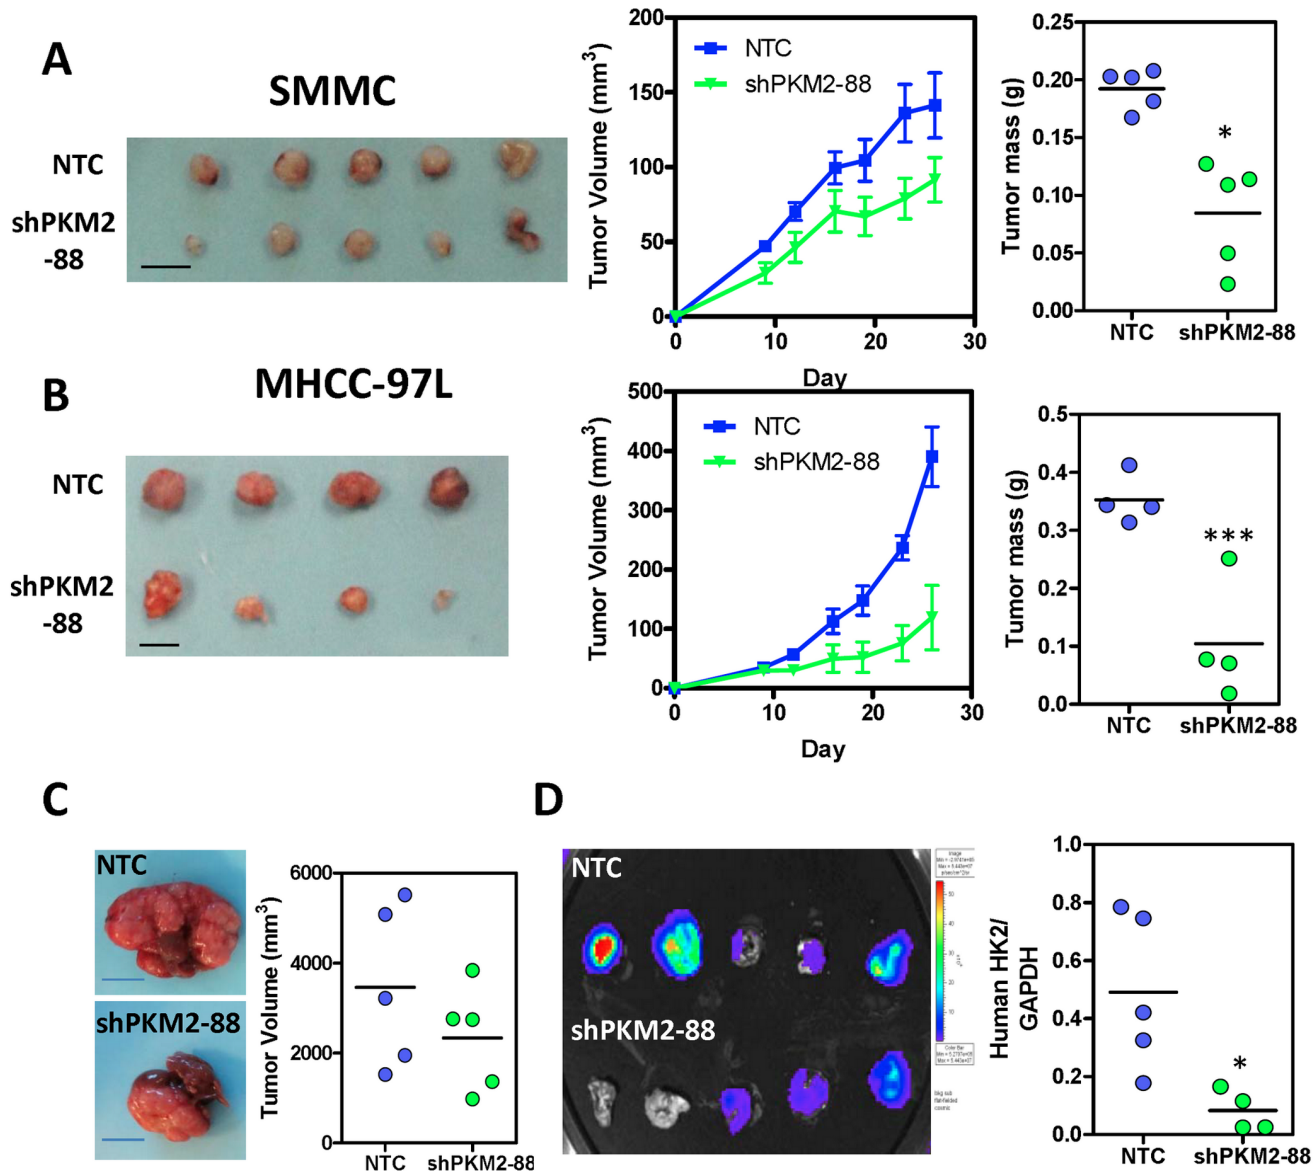 A
SMMC
NTC
shPKM2
-88
Tumor Volume (mm3)
200
150
100
50
0
NTC
shPKM2-88
0
10
20
30
Day
Tumor mass (g)
0.25
0.20
0.15
0.10
0.05
0.00
*
NTC
shPKM2-88
B
MHCC-97L
NTC
shPKM2
-88
Tumor Volume (mm3)
500
400
300
200
100
0
NTC
shPKM2-88
0
10
20
30
Day
Tumor mass (g)
0.5
0.4
0.3
0.2
0.1
0.0
***
NTC
shPKM2-88
C
NTC
shPKM2-88
Tumor Volume (mm3)
6000
4000
2000
0
NTC
shPKM2-88
D
NTC
shPKM2-88
Image
Color Bar
Human HK2/
GAPDH
1.0
0.8
0.6
0.4
0.2
0.0
*
NTC
shPKM2-88